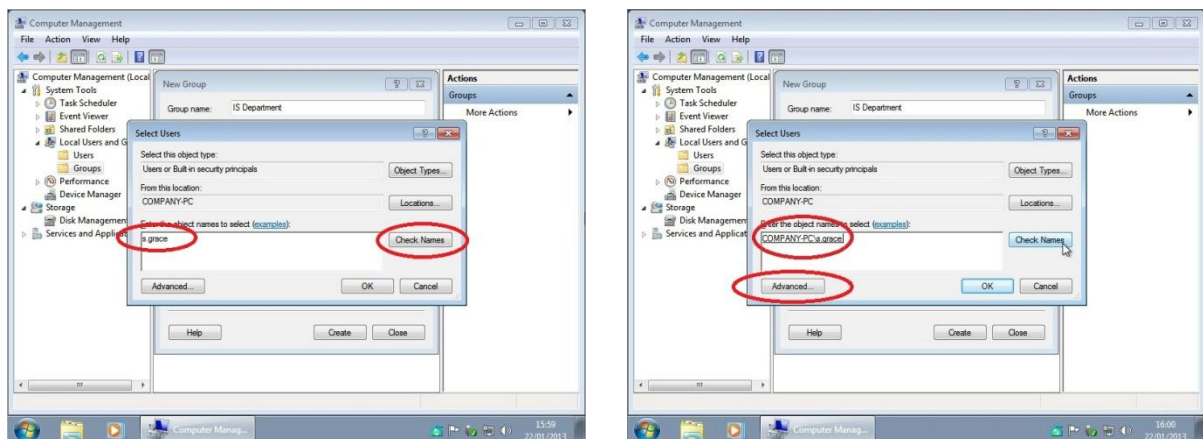 Computer Management
File Action View Help
Computer Management (Local
System Tools
Task Scheduler
Event Viewer
Shared Folders
Local Users and G
Users
Groups
Performance
Device Manager
Storage
Disk Management
Services and Applicat
New Group
Group name: IS Department
Select Users
Select this object type:
Users or Built-in security principals
Object Types...
From this location:
COMPANY-PC
Locations...
Enter the object names to select (examples):
s.grace
Check Names
Advanced...
OK
Cancel
Help
Create
Close
Actions
Groups
More Actions
Computer Manag...
15:59
22/01/2013
Computer Management
File Action View Help
Computer Management (Local
System Tools
Task Scheduler
Event Viewer
Shared Folders
Local Users and G
Users
Groups
Performance
Device Manager
Storage
Disk Managemen
Services and Applicat
New Group
Group name: IS Department
Select Users
Select this object type:
Users or Built-in security principals
Object Types...
From this location:
COMPANY-PC
Locations...
Enter the object names to select (examples):
COMPANY-PC\s.grace
Check Names
Advanced...
OK
Cancel
Help
Create
Close
Actions
Groups
More Actions
Computer Manag...
16:00
22/01/2013